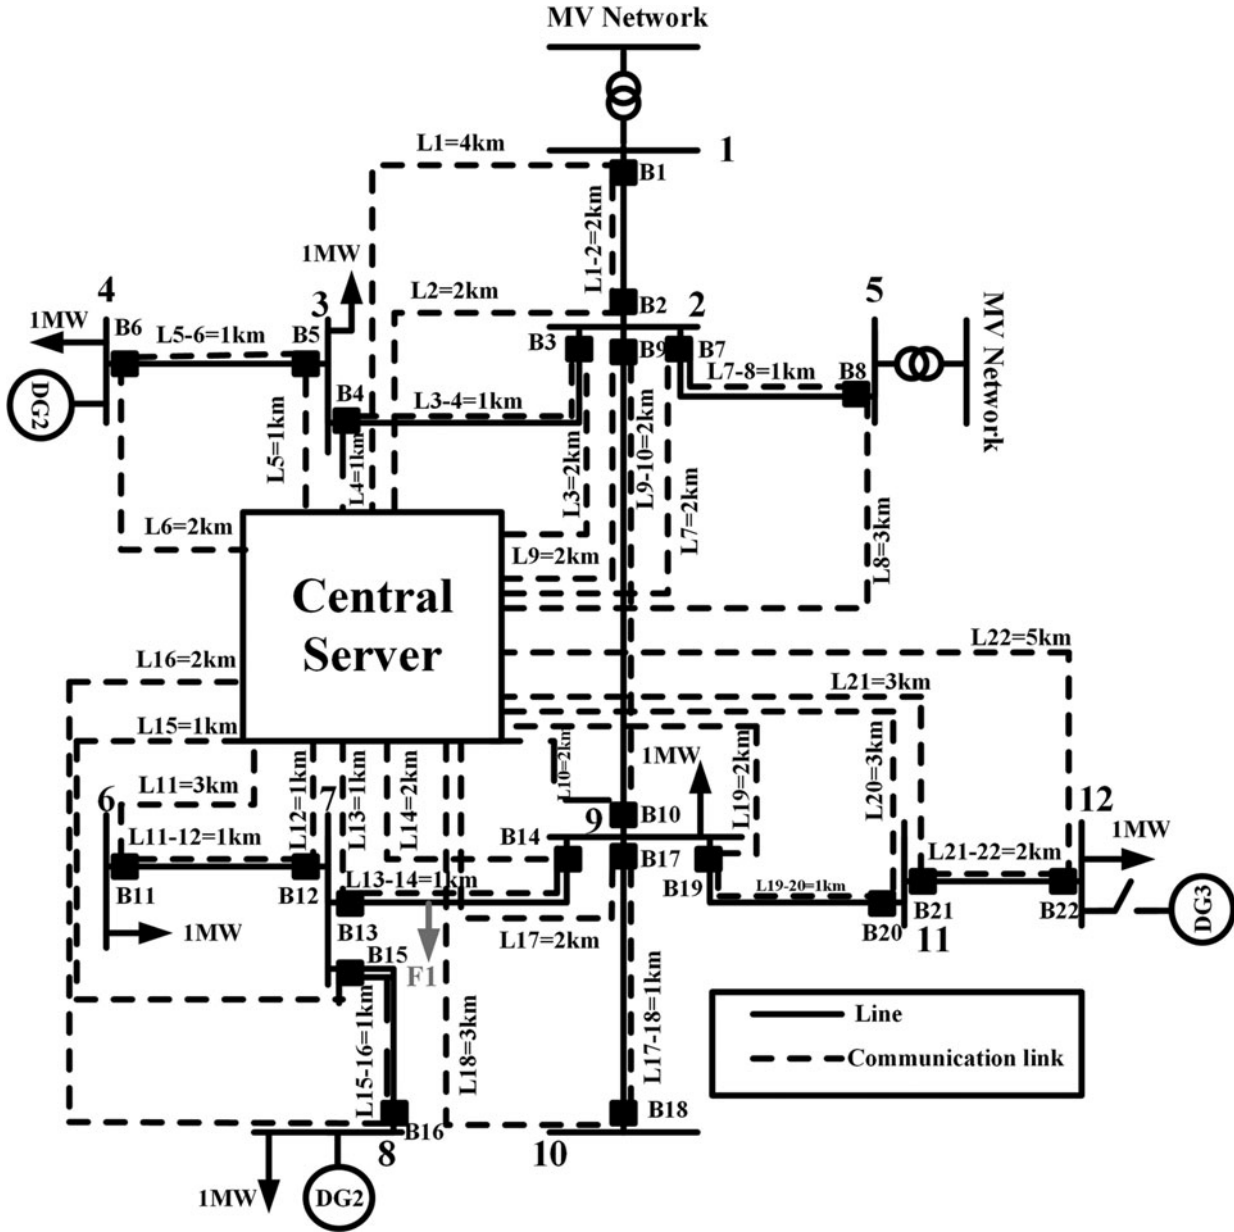 MV Network
L1=4km
1
B1
L1-2=2km
1MW
L2=2km
B2
2
5
4
3
1MW
B6
L5-6=1km
B5
B3
B9
B7
B8
MV Network
L7-8=1km
DG2
B4
L3-4=1km
L5=1km
L4=1km
L3=2km
L9-10=2km
L7=2km
L8=3km
L6=2km
L9=2km
Central
Server
L22=5km
L16=2km
L21=3km
L15=1km
L10=2km
1MW
L19=2km
L20=3km
L11=3km
L12=1km
L13=1km
L14=2km
6
7
9
B10
12
L11-12=1km
B14
B17
1MW
L21-22=2km
B11
B12
L13-14=1km
B19
L19-20=1km
B21
B22
DG3
1MW
B13
L17=2km
B20
11
B15
F1
L15-16=1km
L18=3km
L17-18=1km
Line
Communication link
B16
B18
8
10
1MW
DG2